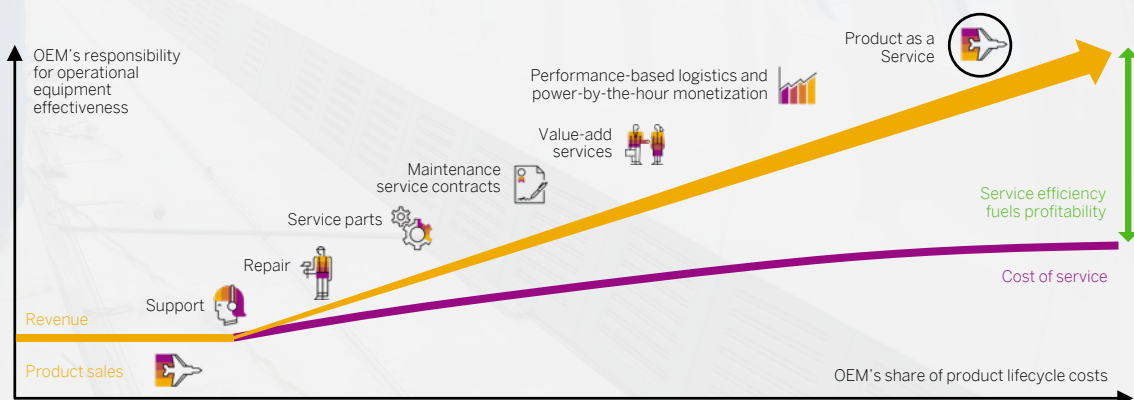 OEM's responsibility
for operational
equipment
effectiveness
Product as a
Service
Performance-based logistics and
power-by-the-hour monetization
Value-add
services
Maintenance
service contracts
Service parts
Repair
Support
Revenue
Product sales
Service efficiency
fuels profitability
Cost of service
OEM's share of product lifecycle costs